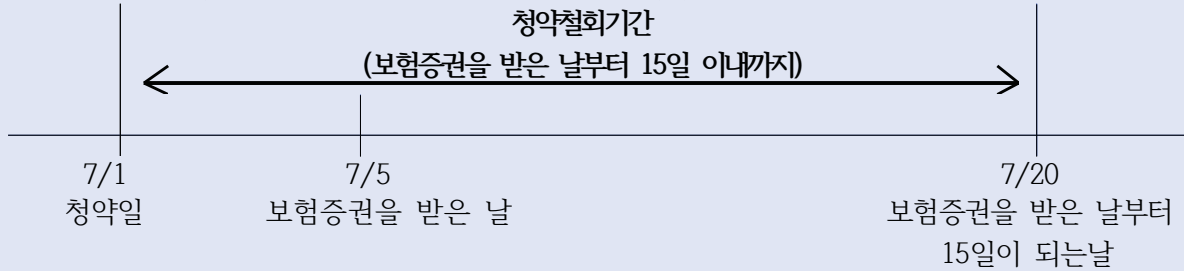 청약철회기간
(보험증권을 받은 날부터 15일 이내까지)
7/1
청약일
7/5
보험증권을 받은 날
7/20
보험증권을 받은 날부터
15일이 되는날